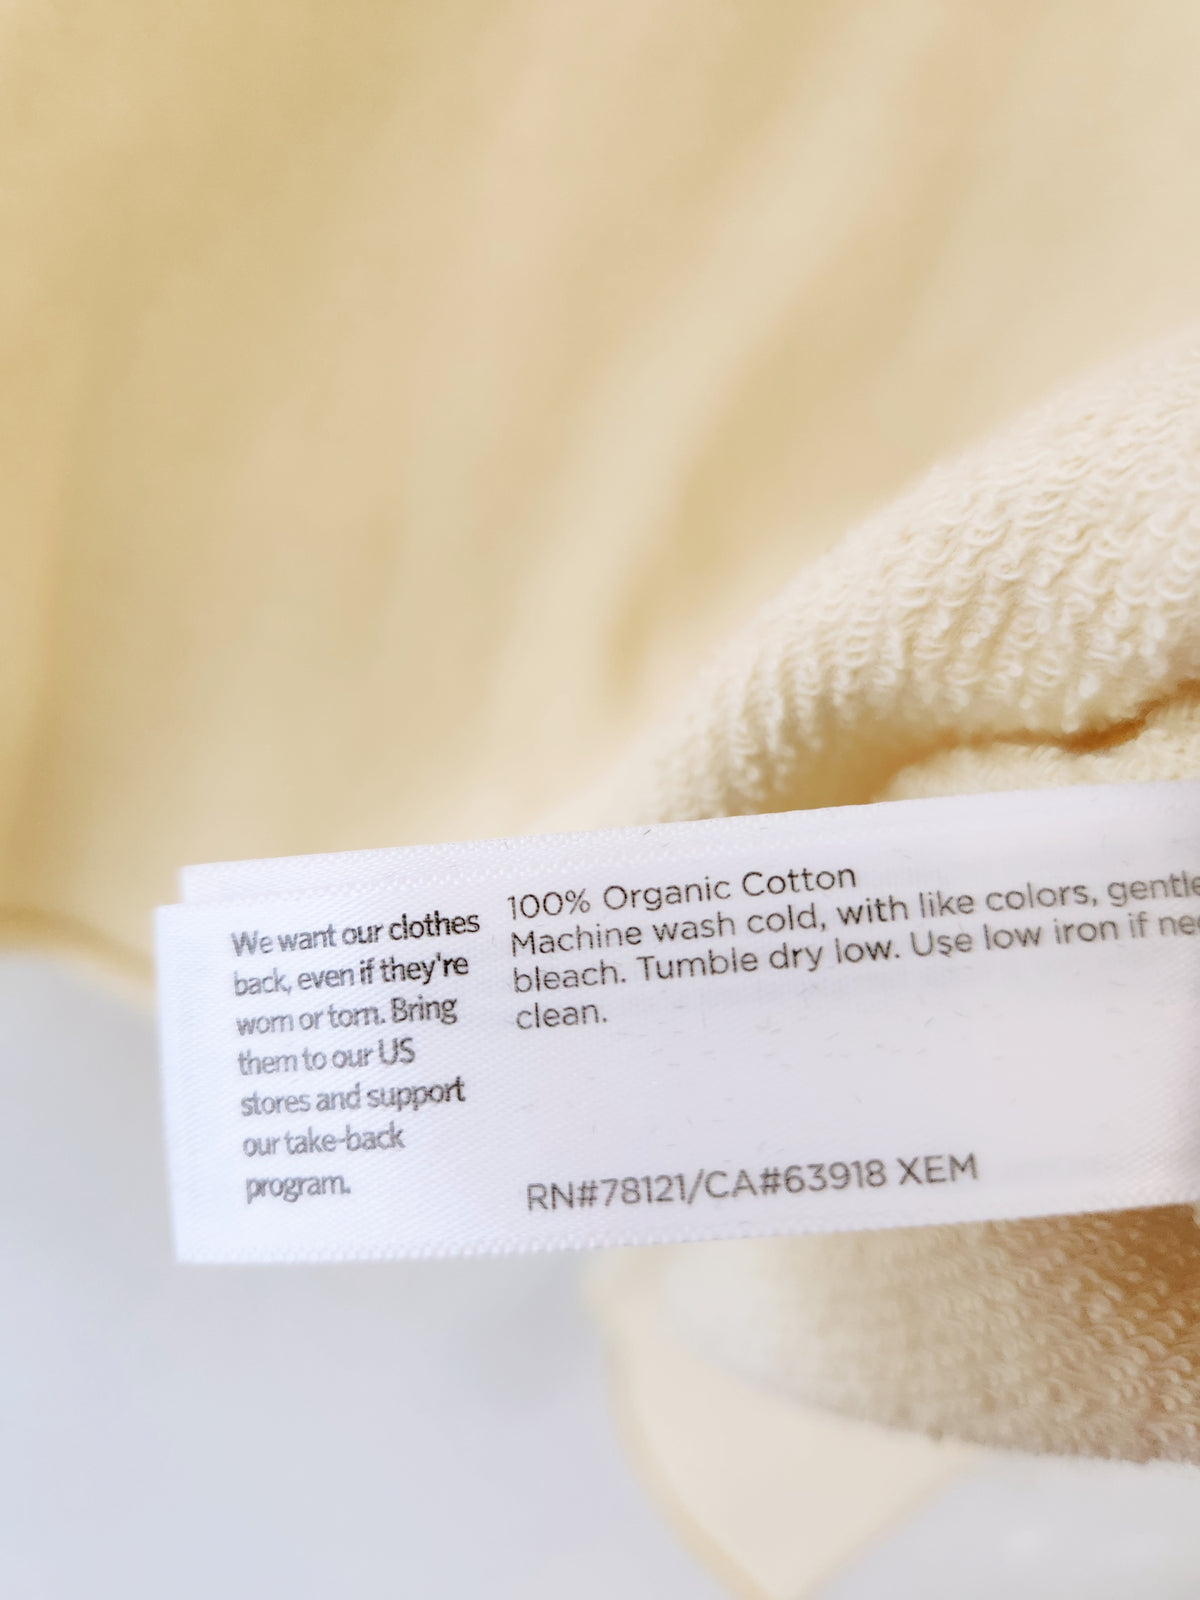 We want our clothes
back, even if they're
worn or torn. Bring
them to our US
stores and support
our take-back
program.
100% Organic Cotton
Machine wash cold, with like colors, gentle
bleach. Tumble dry low. Use low iron if
clean.
RN#78121/CA#63918 XEM